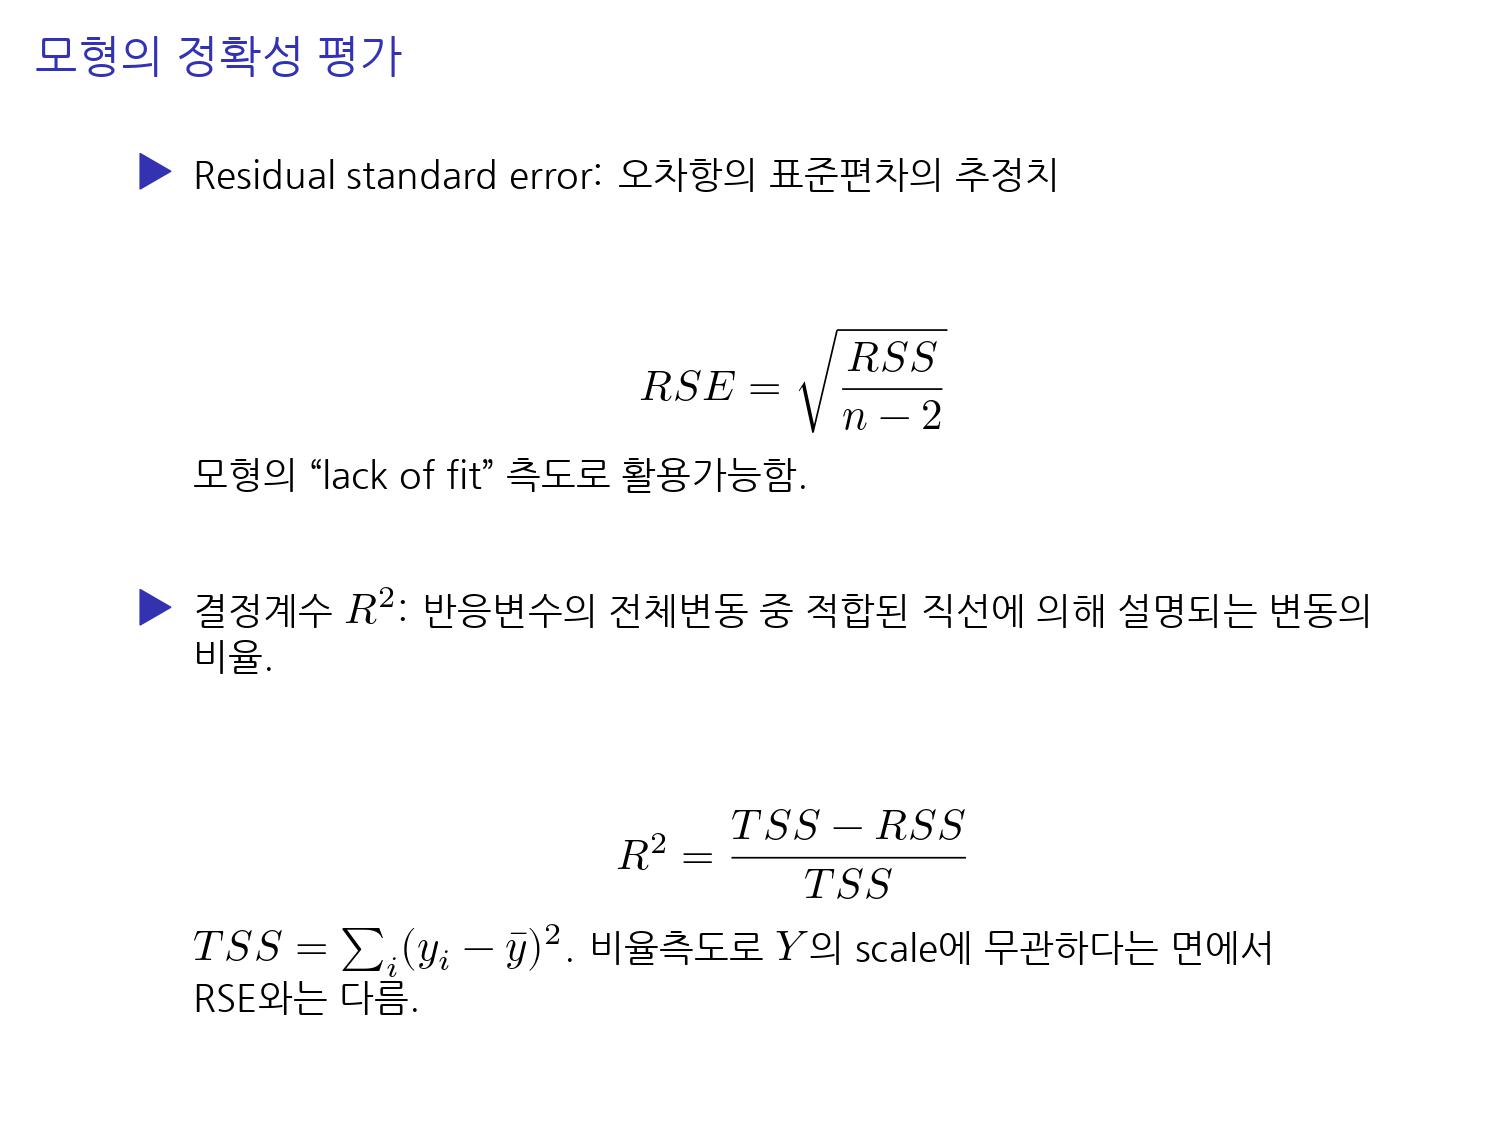 모형의 정확성 평가
▶ Residual standard error: 오차항의 표준편차의 추정치
$RSE = \sqrt{\frac{RSS}{n-2}}$
모형의 “lack of fit” 측도로 활용가능함.
▶ 결정계수 $R^2$: 반응변수의 전체변동 중 적합된 직선에 의해 설명되는 변동의
비율.
$R^2 = \frac{TSS - RSS}{TSS}$
$TSS = \sum_i (y_i - \bar{y})^2$. 비율측도로 $Y$의 scale에 무관하다는 면에서
RSE와는 다름.